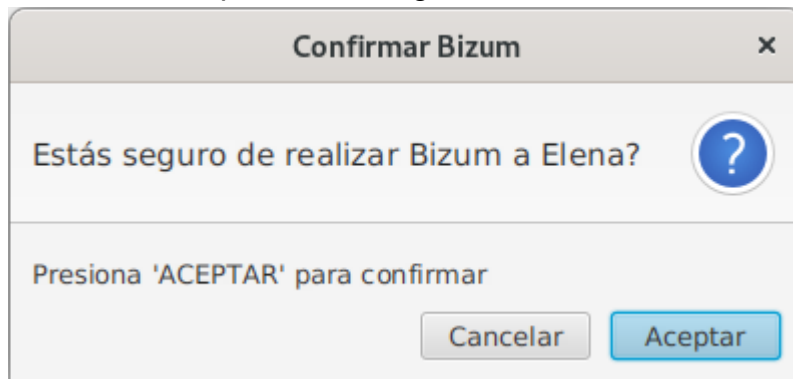 Confirmar Bizum
Estás seguro de realizar Bizum a Elena?
Presiona 'ACEPTAR' para confirmar
Cancelar
Aceptar